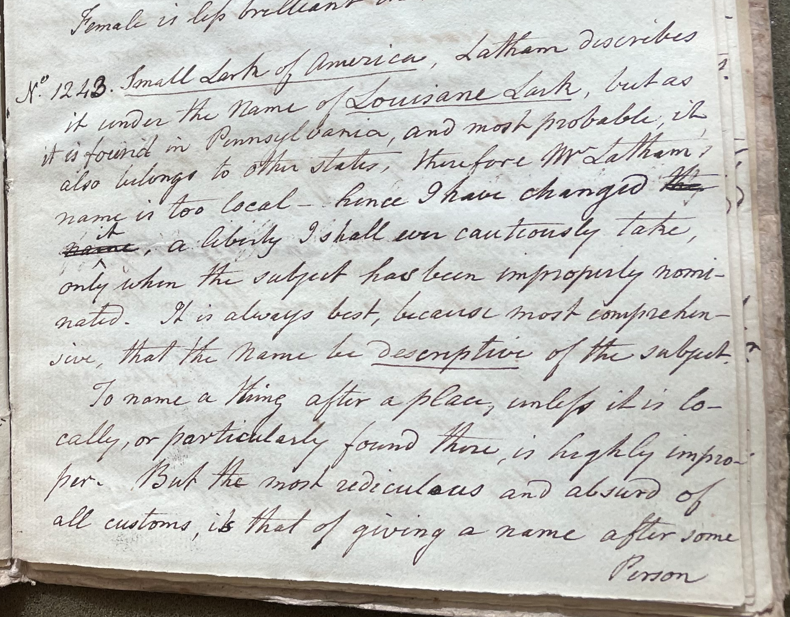 Female is less brilliant
No. 1243. Small Lark of America, Latham describes
it under the Name of Louisiane Lark, but as
it is found in Pennsylvania, and most probable, it
also belongs to other states, therefore Mr Latham's
name is too local – hence I have changed the
name it, a liberty I shall ever cautiously take,
only when the subject has been improperly nomi-
nated. It is always best, because most comprehen-
sive, that the Name be descriptive of the subject.
To name a thing after a place, unless it is lo-
cally, or particularly found there, is highly impro-
per. But the most rediculous and absurd of
all customs, is that of giving a name after some
Person